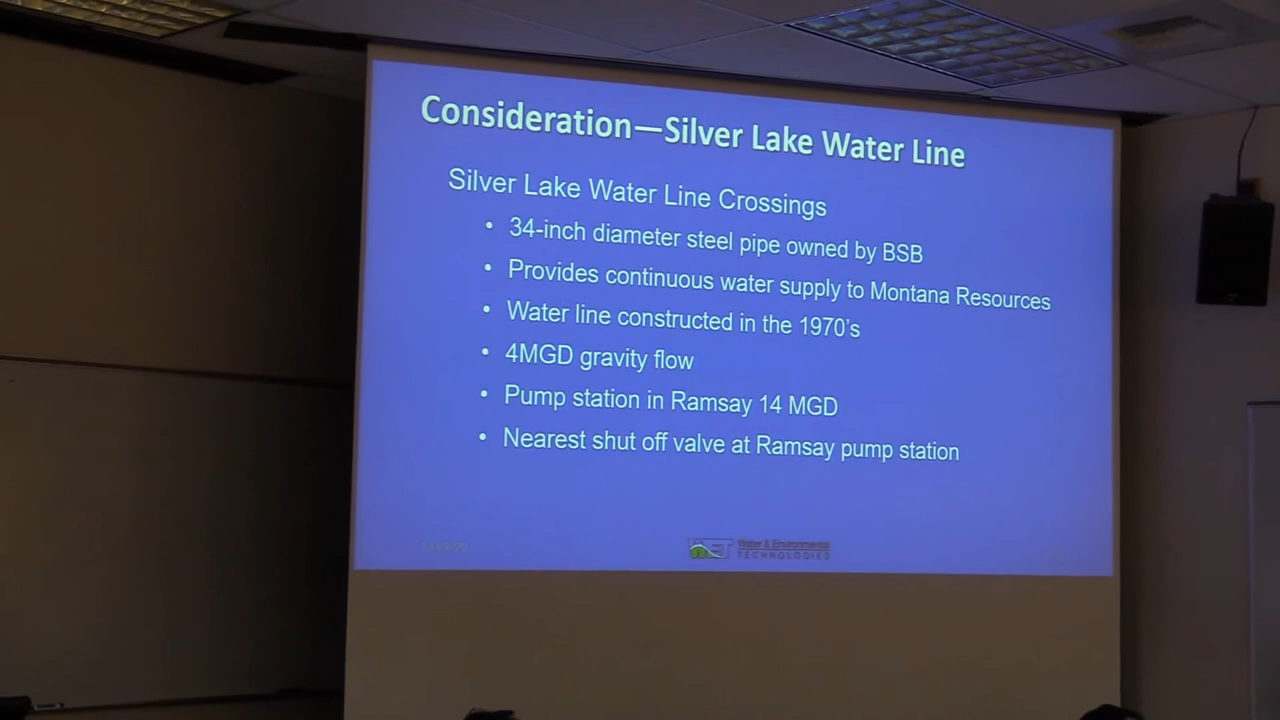 Consideration—Silver Lake Water Line
Silver Lake Water Line Crossings
• 34-inch diameter steel pipe owned by BSB
• Provides continuous water supply to Montana Resources
• Water line constructed in the 1970's
• 4MGD gravity flow
• Pump station in Ramsay 14 MGD
• Nearest shut off valve at Ramsay pump station
WET Water & Environmental
TECHNOLOGIES